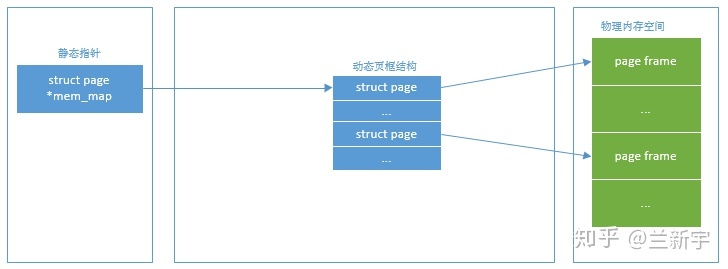 静态指针
struct page
*mem_map
动态页框结构
struct page
...
struct page
...
物理内存空间
page frame
...
page frame
...
知乎 @兰新宇